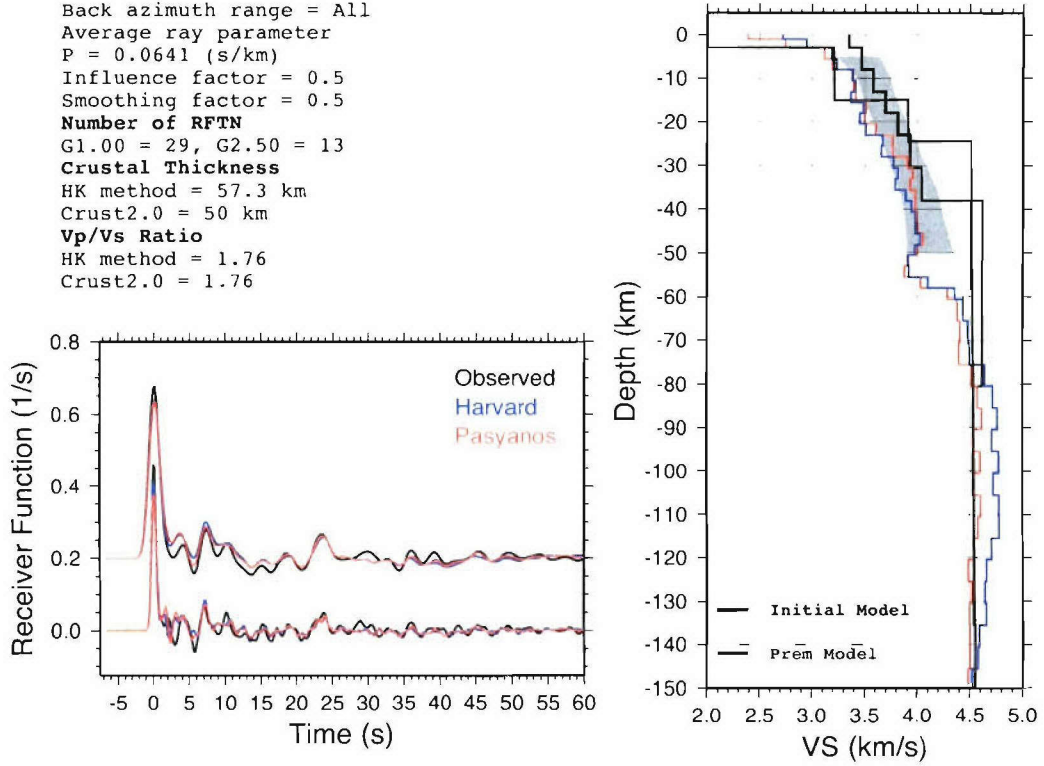 Back azimuth range = All
Average ray parameter
P = 0.0641 (s/km)
Influence factor = 0.5
Smoothing factor = 0.5
Number of RFTN
G1.00 = 29, G2.50 = 13
Crustal Thickness
HK method = 57.3 km
Crust2.0 = 50 km
Vp/Vs Ratio
HK method = 1.76
Crust2.0 = 1.76
Receiver Function (1/s)
0.8
0.6
0.4
0.2
0.0
Observed
Harvard
Pasyanos
-5 0 5 10 15 20 25 30 35 40 45 50 55 60
Time (s)
Depth (km)
0
-10
-20
-30
-40
-50
-60
-70
-80
-90
-100
-110
-120
-130
-140
-150
Initial Model
Prem Model
2.0 2.5 3.0 3.5 4.0 4.5 5.0
VS (km/s)